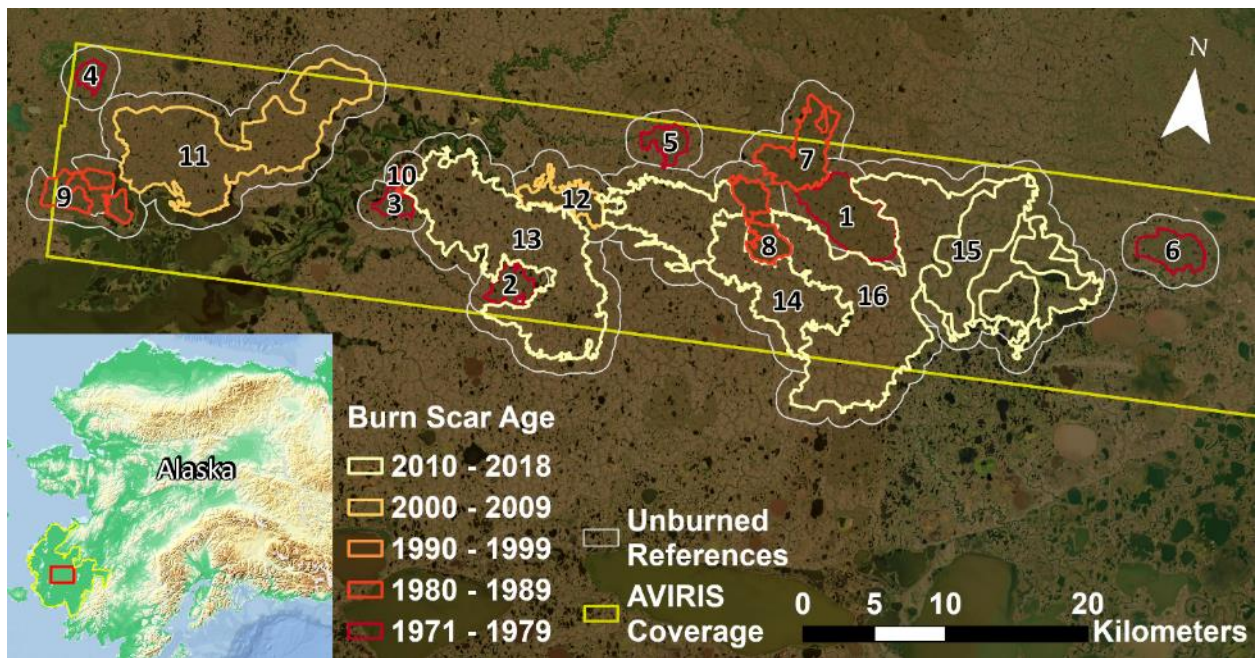 N
4
11
9
10
3
12
13
2
5
7
1
8
14
16
15
6
Alaska
Burn Scar Age
2010 - 2018
2000 - 2009
1990 - 1999
1980 - 1989
1971 - 1979
Unburned
References
AVIRIS
Coverage
0 5 10 20
Kilometers